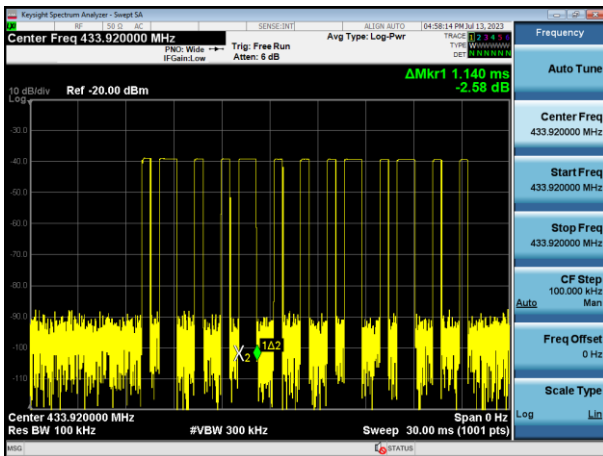 Keysight Spectrum Analyzer - Swept SA
RF 50 Ω AC SENSE:INT ALIGN AUTO 04:58:14 PM Jul 13, 2023
Center Freq 433.920000 MHz
PNO: Wide
IFGain:Low
Trig: Free Run
Atten: 6 dB
Avg Type: Log-Pwr
TRACE 1 2 3 4 5 6
TYPE WWWWWW
DET N N N N N N
ΔMkr1 1.140 ms
-2.58 dB
10 dB/div Ref -20.00 dBm
Log
-30.0
-40.0
-50.0
-60.0
-70.0
-80.0
-90.0
-100
-110
X2
1Δ2
Center 433.920000 MHz Span 0 Hz
Res BW 100 kHz #VBW 300 kHz Sweep 30.00 ms (1001 pts)
MSG STATUS
Frequency
Auto Tune
Center Freq
433.920000 MHz
Start Freq
433.920000 MHz
Stop Freq
433.920000 MHz
CF Step
100.000 kHz
Auto Man
Freq Offset
0 Hz
Scale Type
Log Lin